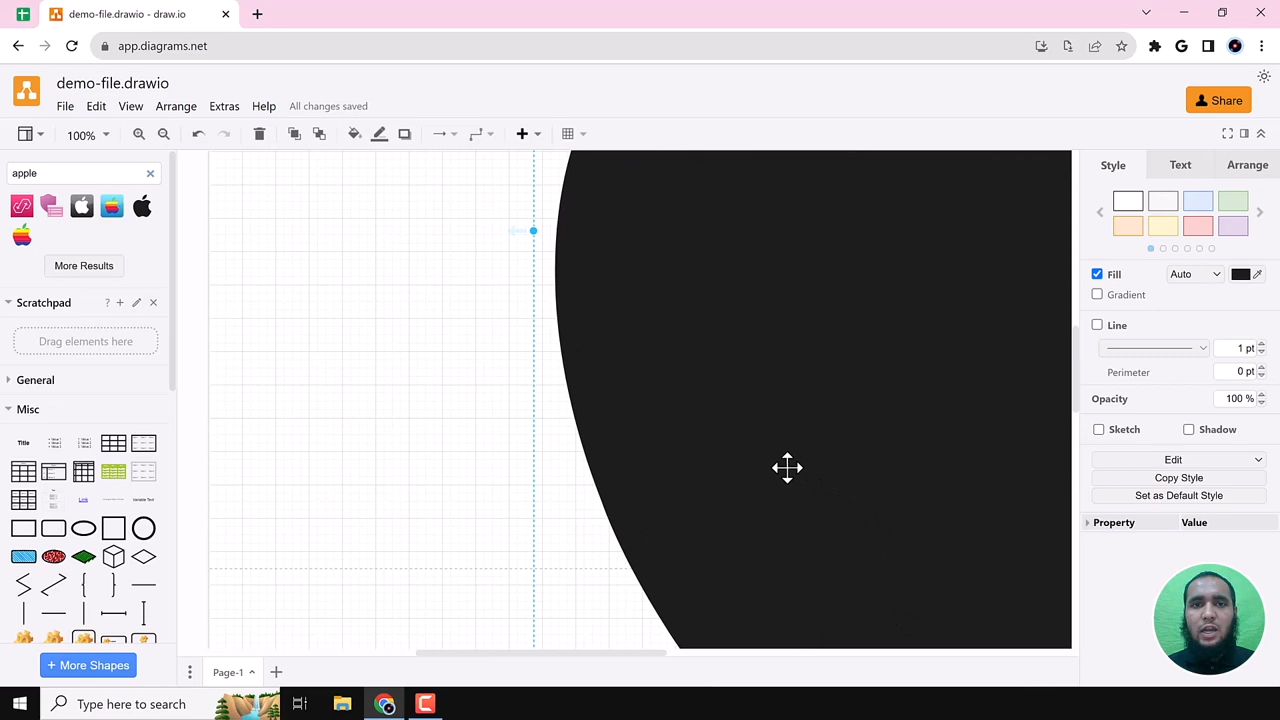 demo-file.drawio - draw.io
app.diagrams.net
demo-file.drawio
File Edit View Arrange Extras Help All changes saved
Share
100%
apple
More Results
Scratchpad ?
Drag elements here
General
Misc
Title
Link
Variable Text
+ More Shapes
Page-1
Style Text Arrange
Fill Auto
Gradient
Line
1 pt
Perimeter 0 pt
Opacity 100 %
Sketch Shadow
Edit
Copy Style
Set as Default Style
Property Value
Type here to search